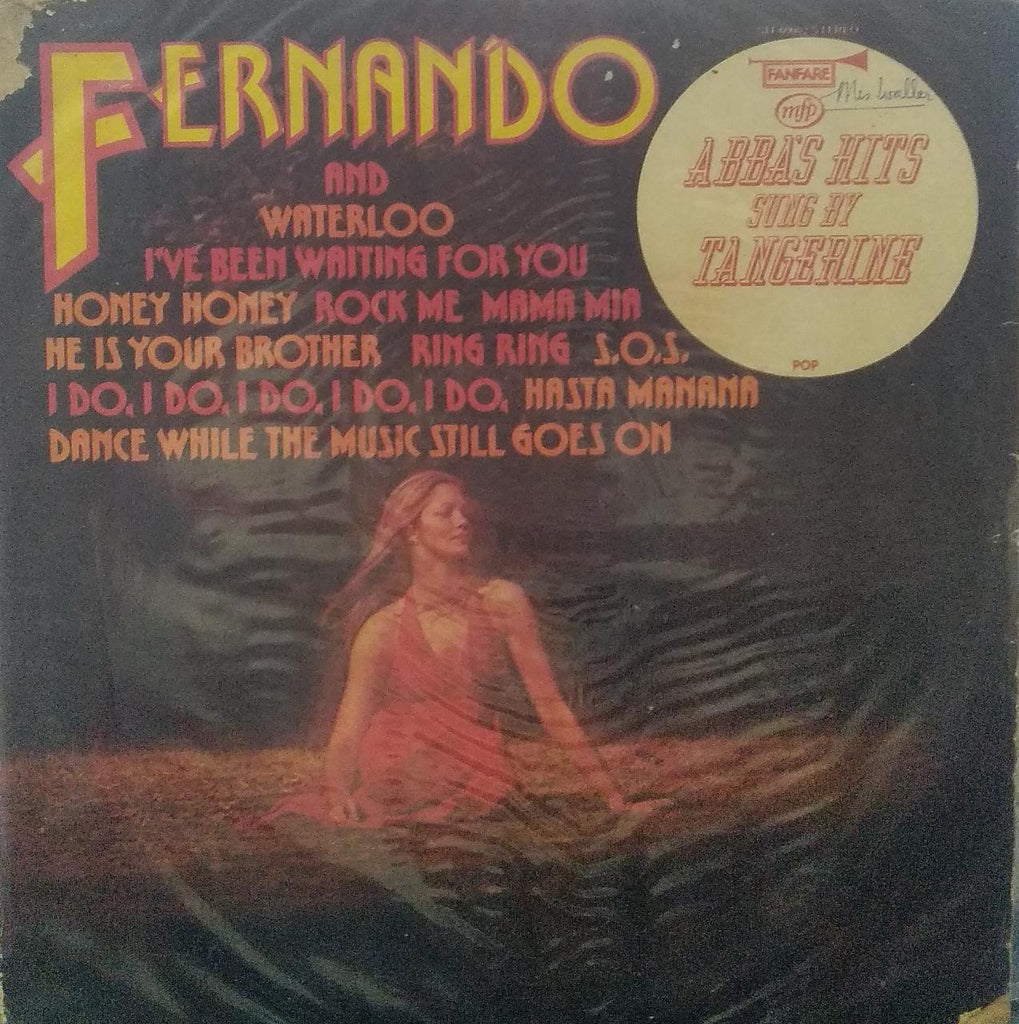 FERNANDO
AND
WATERLOO
I'VE BEEN WAITING FOR YOU
HONEY HONEY ROCK ME MAMA MIA
HE IS YOUR BROTHER RING RING S.O.S.
I DO, I DO, I DO, I DO, I DO, HASTA MANANA
DANCE WHILE THE MUSIC STILL GOES ON
STEREO
FANFARE
mfp
Mrs
ABBA'S HITS
SUNG BY
TANGERINE
POP